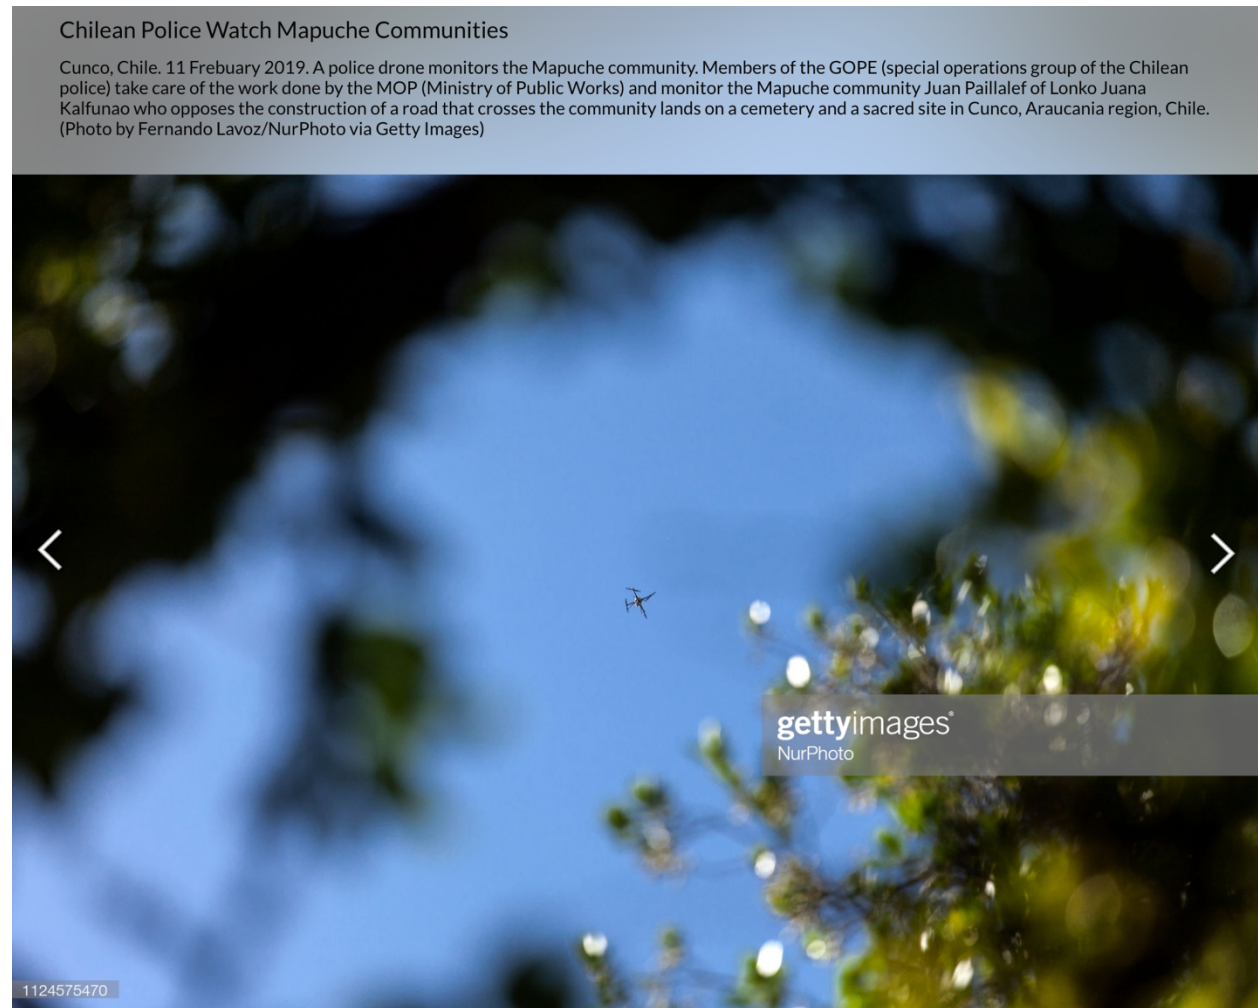 Chilean Police Watch Mapuche Communities
Cunco, Chile. 11 Frebuary 2019. A police drone monitors the Mapuche community. Members of the GOPE (special operations group of the Chilean
police) take care of the work done by the MOP (Ministry of Public Works) and monitor the Mapuche community Juan Paillalef of Lonko Juana
Kalfunao who opposes the construction of a road that crosses the community lands on a cemetery and a sacred site in Cunco, Araucania region, Chile.
(Photo by Fernando Lavoz/NurPhoto via Getty Images)
gettyimages®
NurPhoto
1124575470